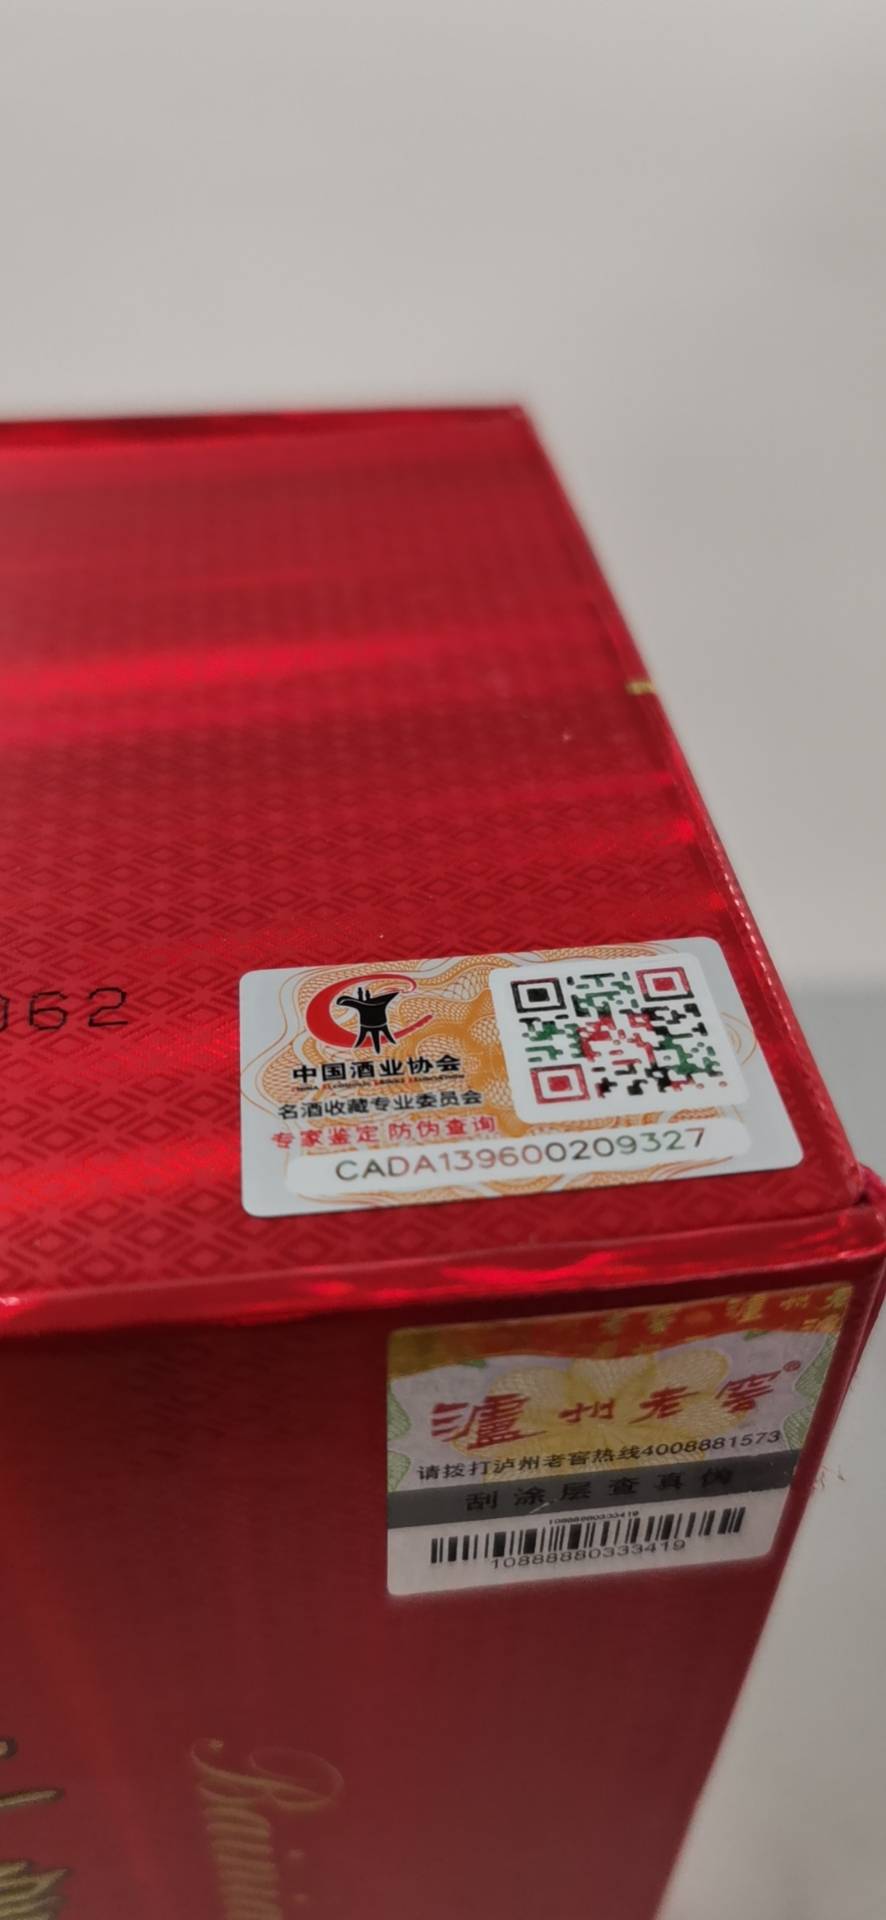 062
中国酒业协会
名酒收藏专业委员会
专家鉴定 防伪查询
CADA139600209327
泸州老窖®
请拨打泸州老窖热线4008881573
刮涂层查真伪
10888880333419
10888880333419